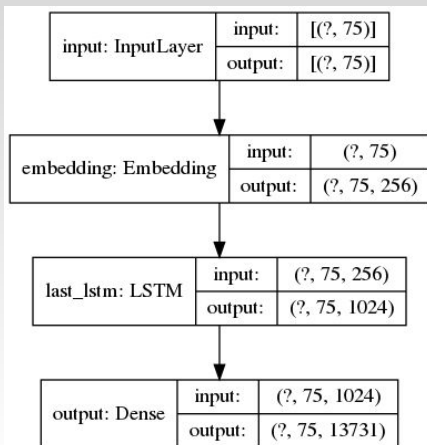 input: InputLayer input: [(?, 75)]
output: [(?, 75)]
embedding: Embedding input: (?, 75)
output: (?, 75, 256)
last_lstm: LSTM input: (?, 75, 256)
output: (?, 75, 1024)
output: Dense input: (?, 75, 1024)
output: (?, 75, 13731)